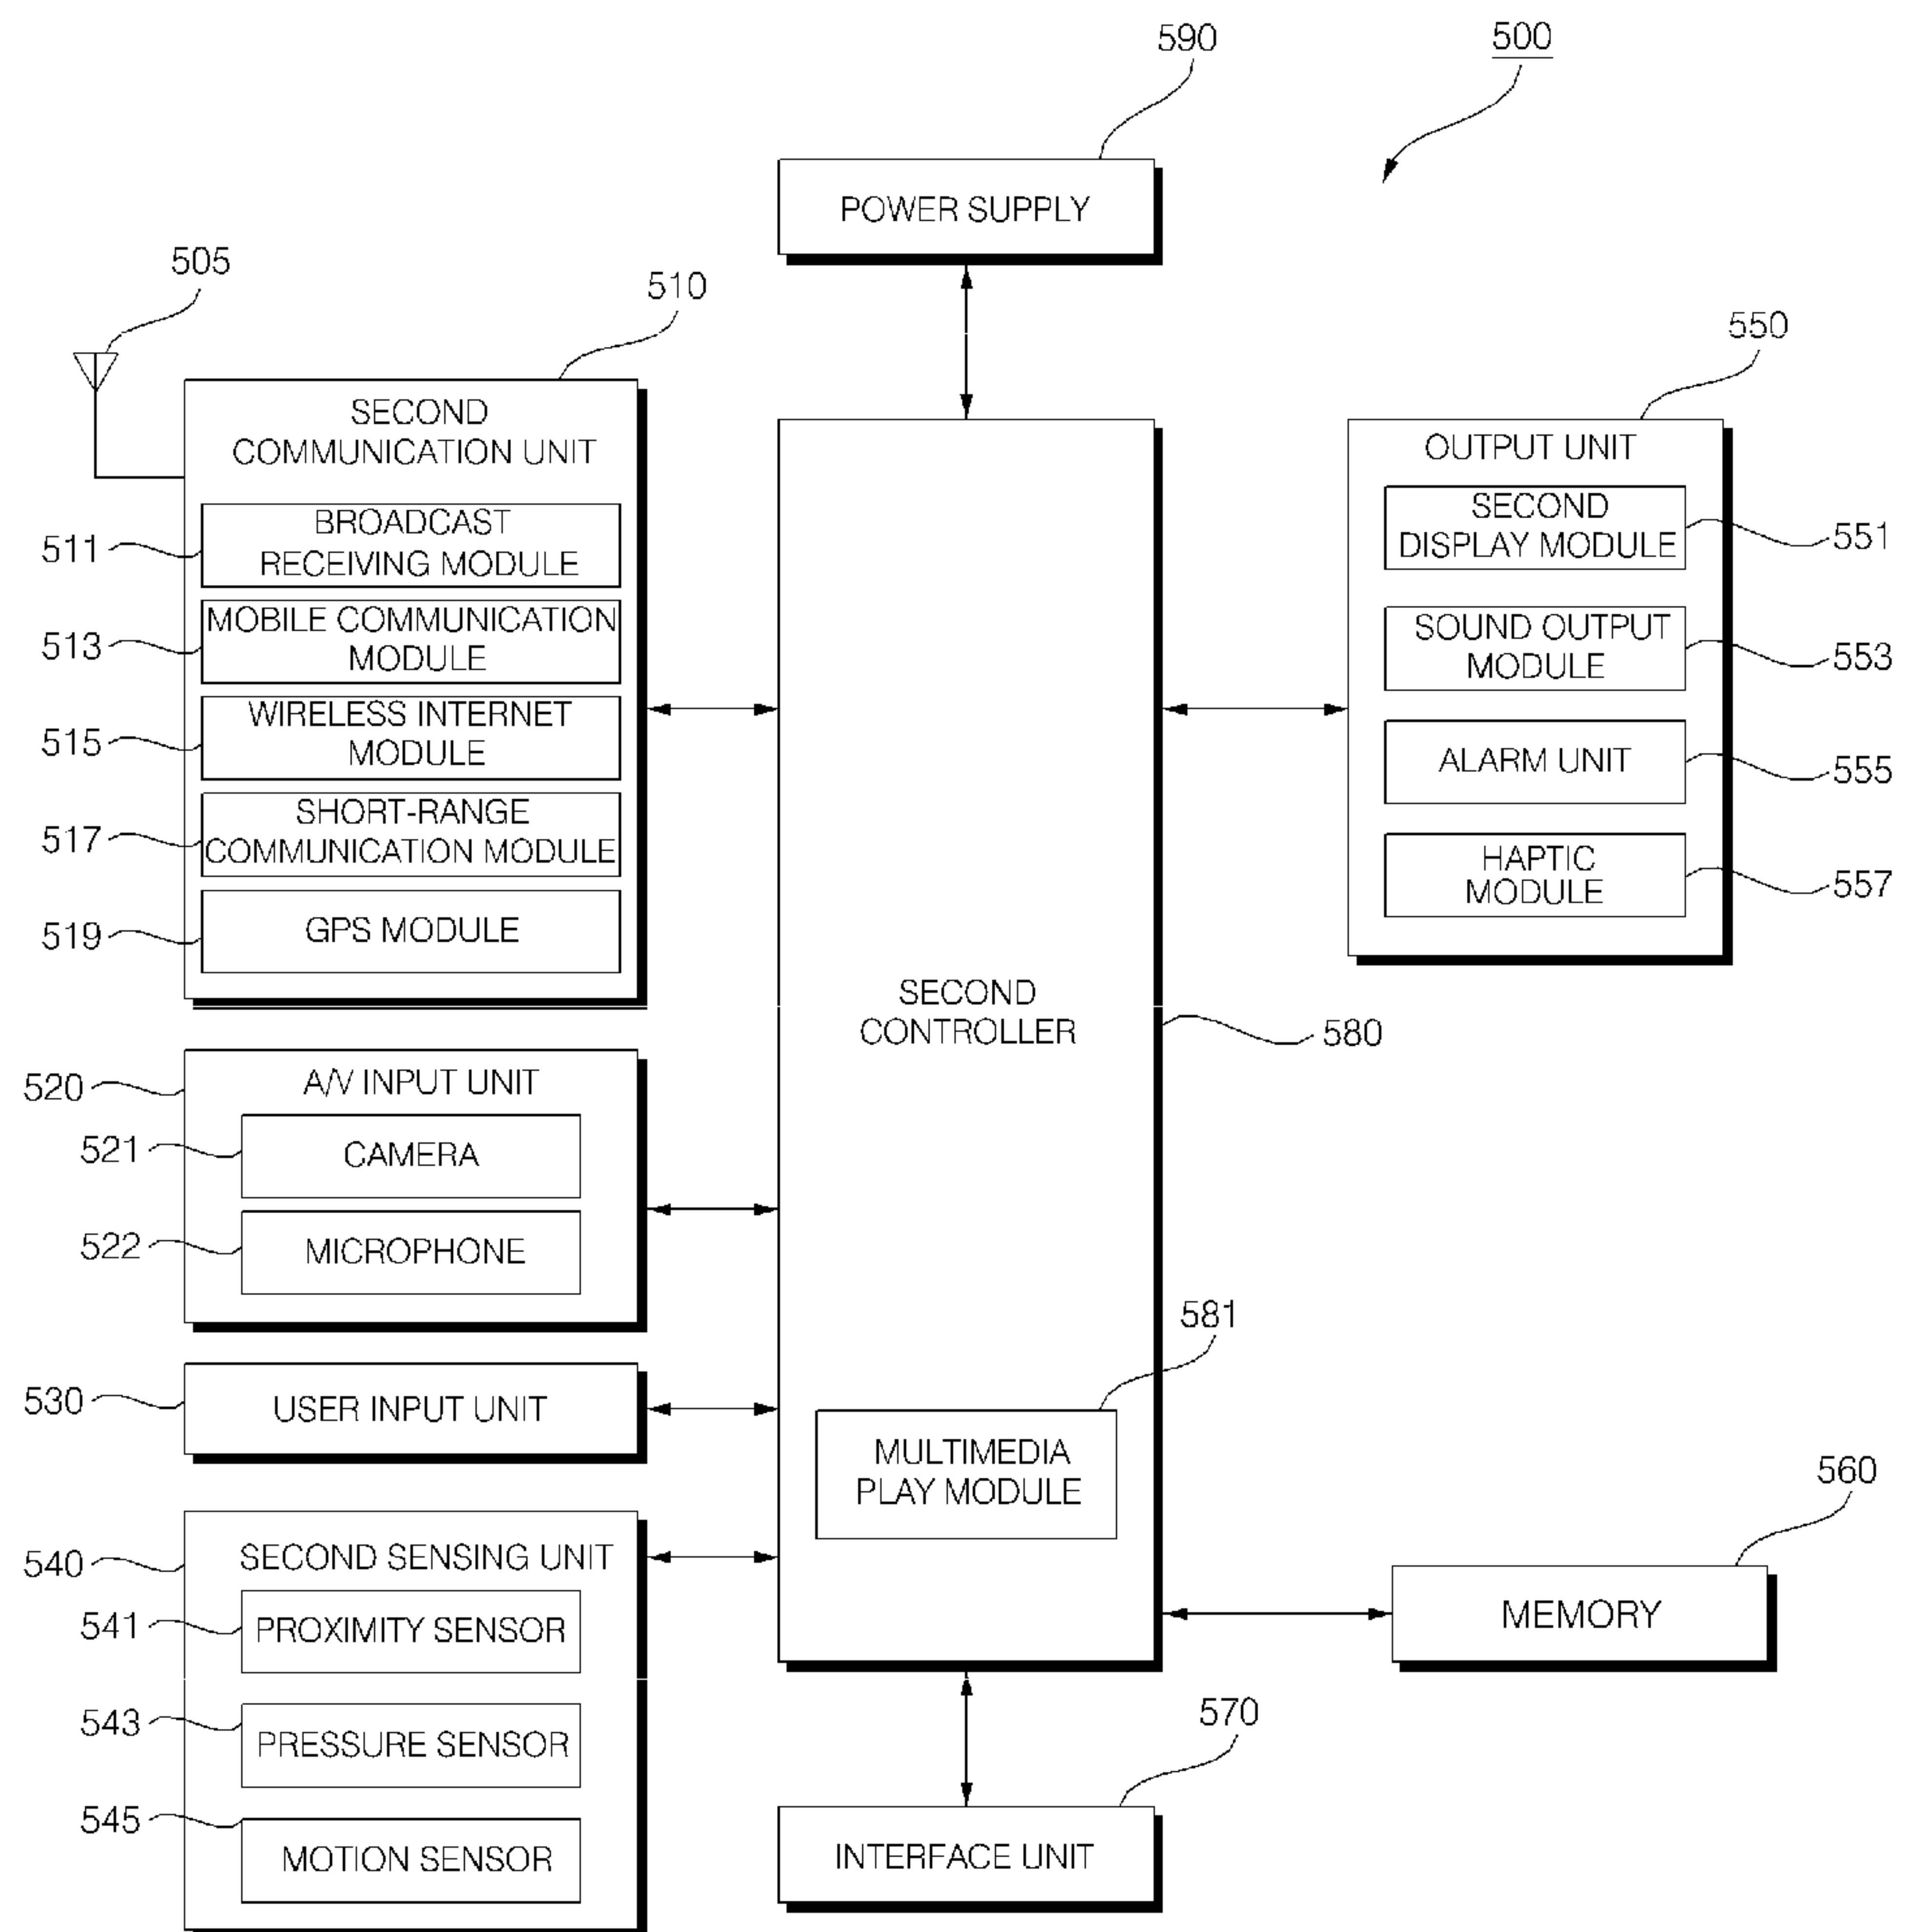 590
500
POWER SUPPLY
505
510
550
SECOND
COMMUNICATION UNIT
511
BROADCAST
RECEIVING MODULE
513
MOBILE COMMUNICATION
MODULE
515
WIRELESS INTERNET
MODULE
517
SHORT-RANGE
COMMUNICATION MODULE
519
GPS MODULE
OUTPUT UNIT
SECOND
DISPLAY MODULE
551
SOUND OUTPUT
MODULE
553
ALARM UNIT
555
HAPTIC
MODULE
557
SECOND
CONTROLLER
580
520
A/V INPUT UNIT
521
CAMERA
522
MICROPHONE
530
USER INPUT UNIT
581
MULTIMEDIA
PLAY MODULE
540
SECOND SENSING UNIT
541
PROXIMITY SENSOR
543
PRESSURE SENSOR
545
MOTION SENSOR
560
MEMORY
570
INTERFACE UNIT